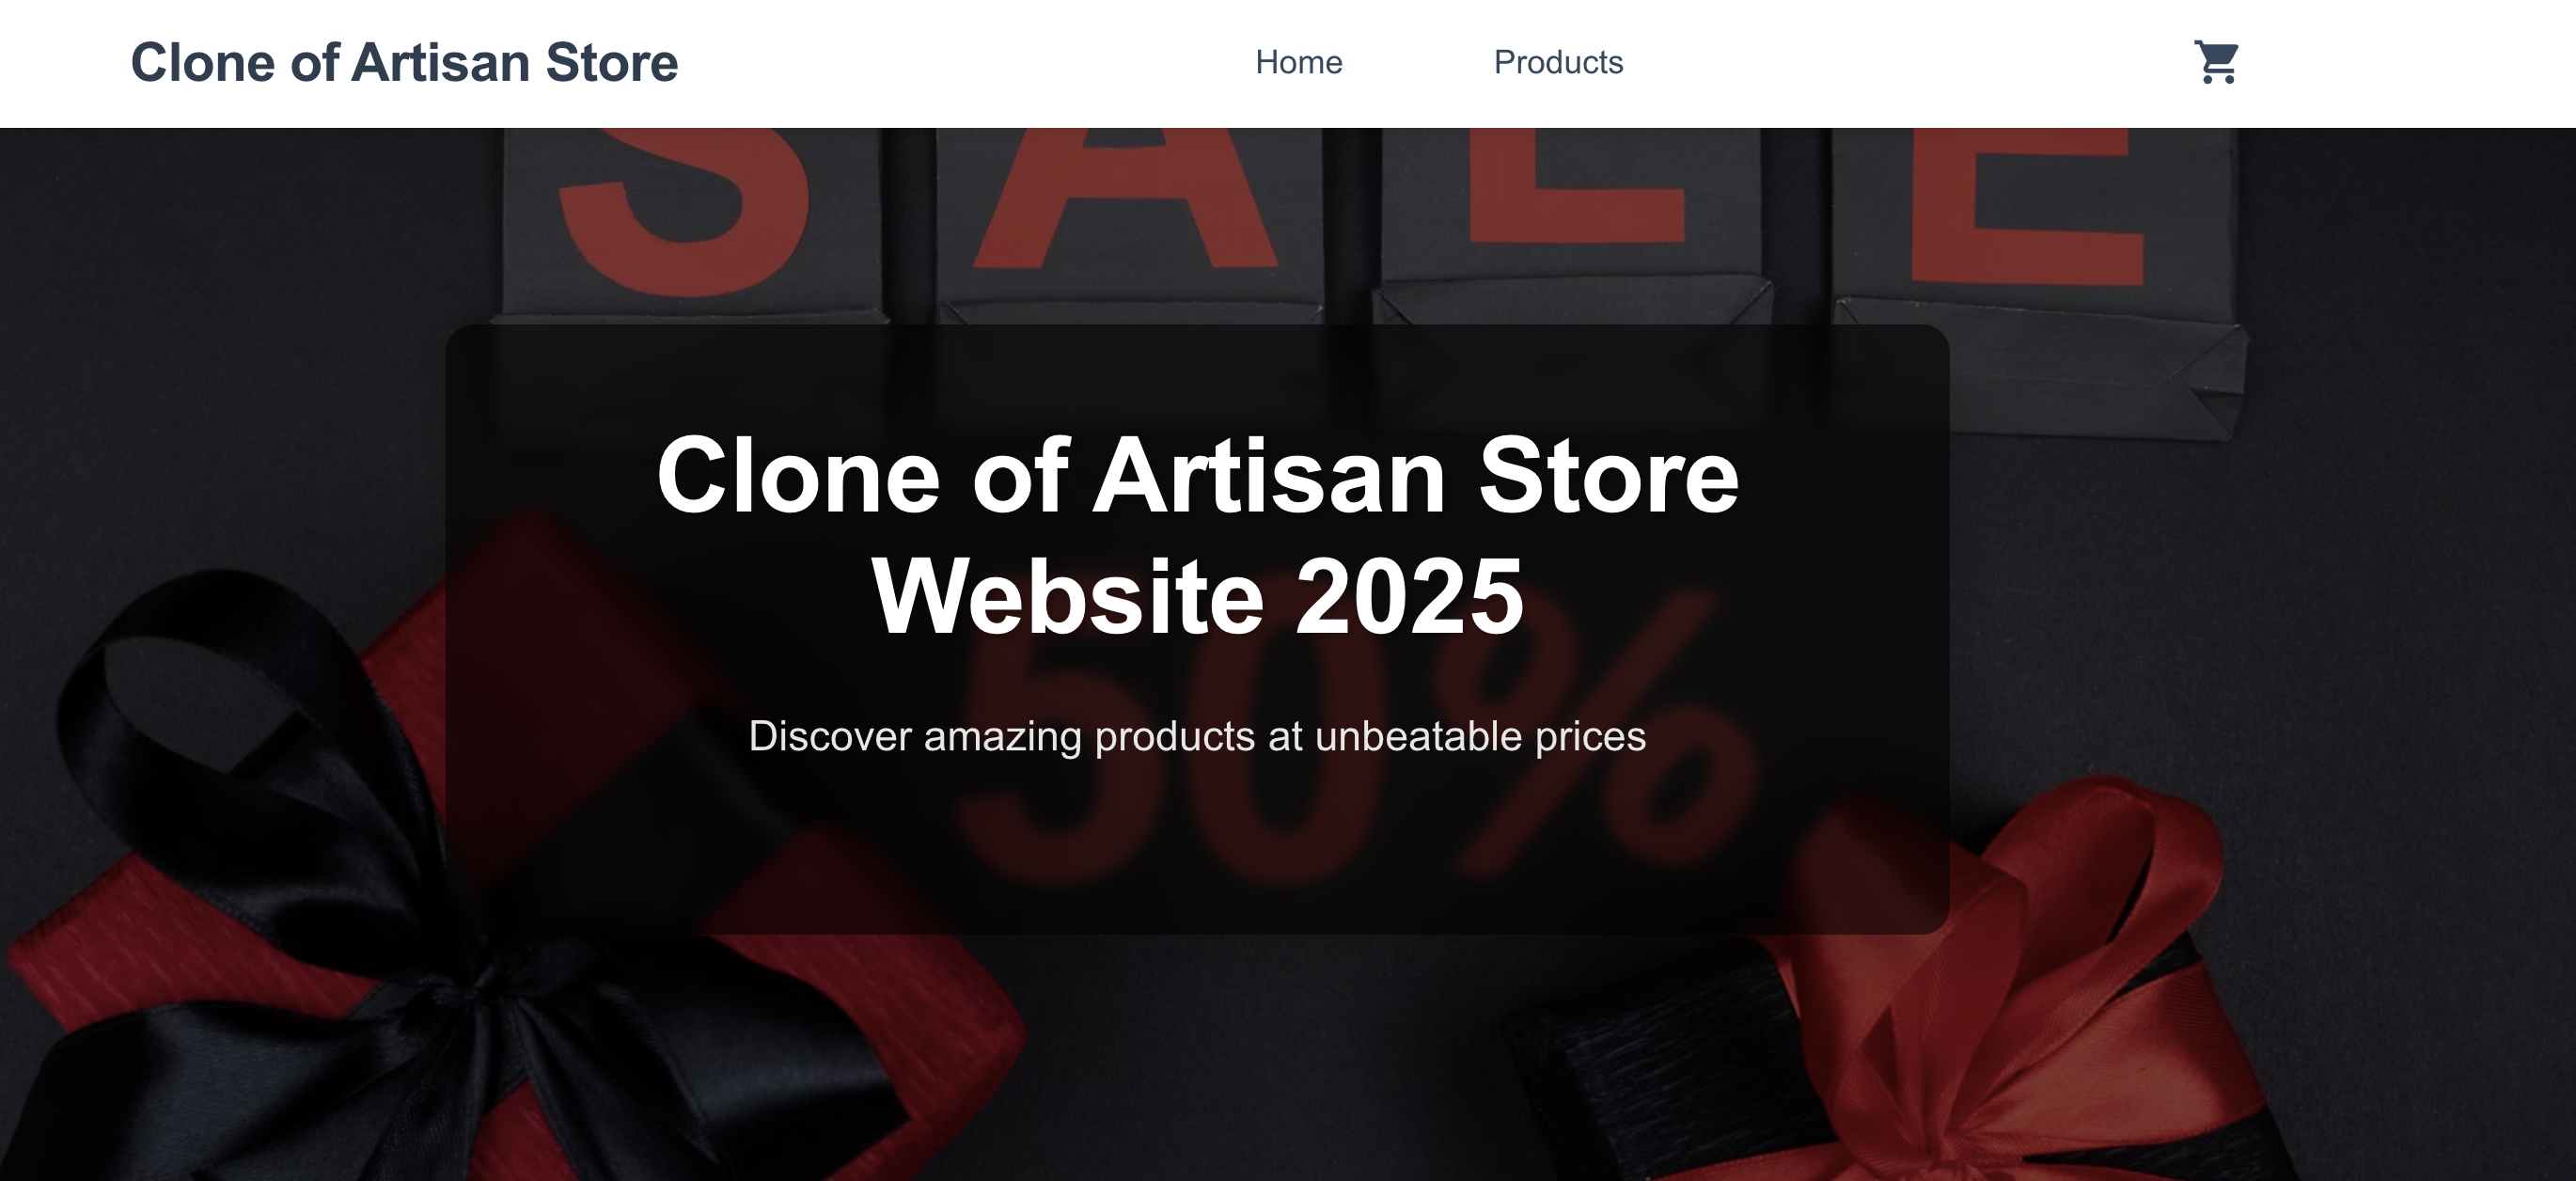 Clone of Artisan Store
Home Products
SALE
Clone of Artisan Store
Website 2025
50%
Discover amazing products at unbeatable prices